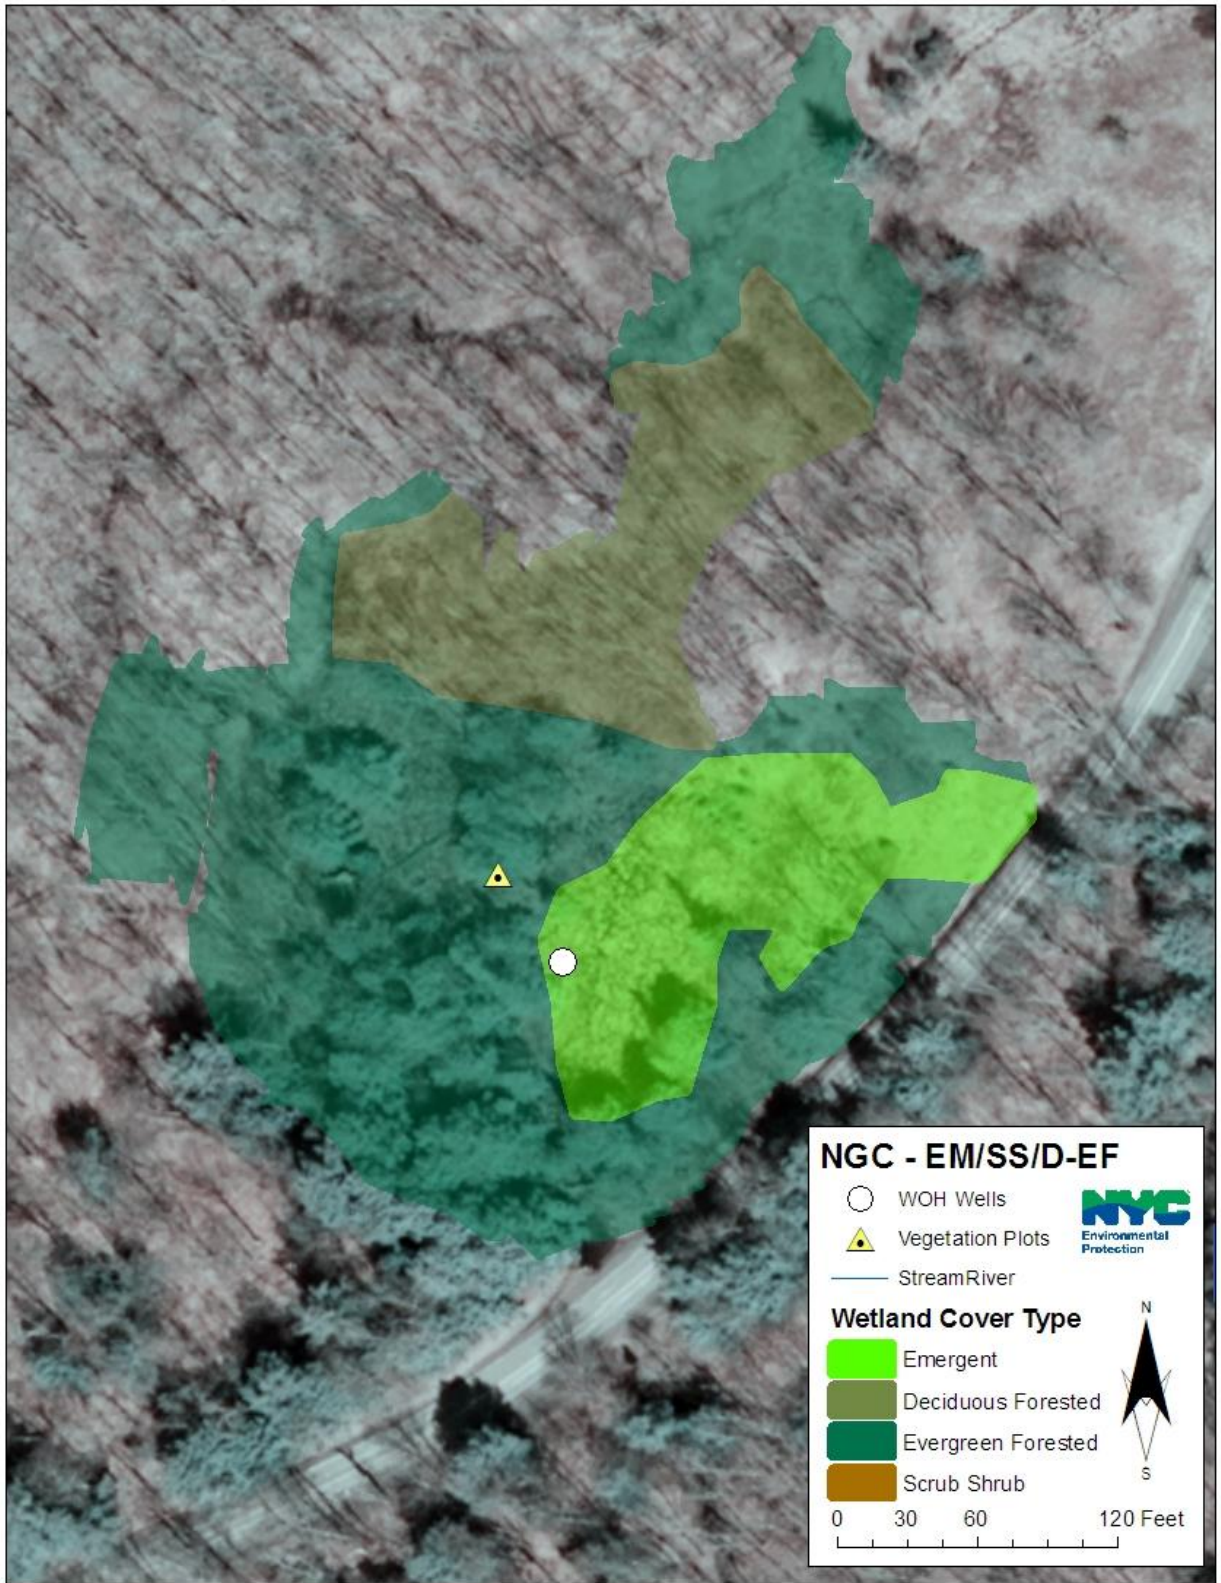 NGC - EM/SS/D-EF
WOH Wells
Vegetation Plots
StreamRiver
NYC
Environmental
Protection
Wetland Cover Type
Emergent
Deciduous Forested
Evergreen Forested
Scrub Shrub
N
S
0 30 60 120 Feet